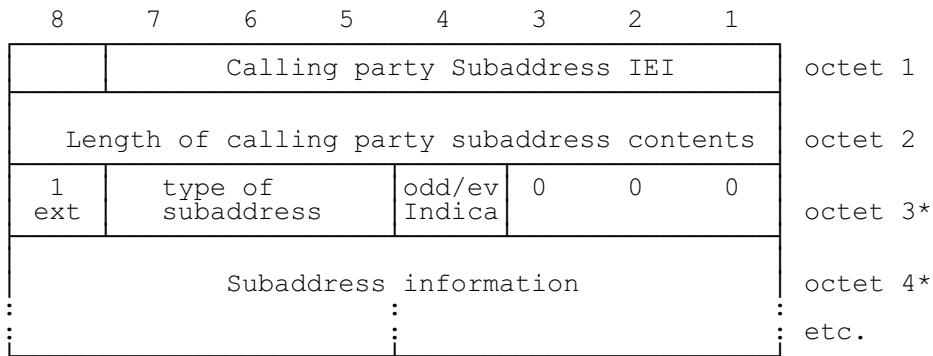 8 7 6 5 4 3 2 1
Calling party Subaddress IEI octet 1
Length of calling party subaddress contents octet 2
1 type of odd/ev 0 0 0
ext subaddress Indica octet 3*
Subaddress information octet 4*
: : :
: : : etc.